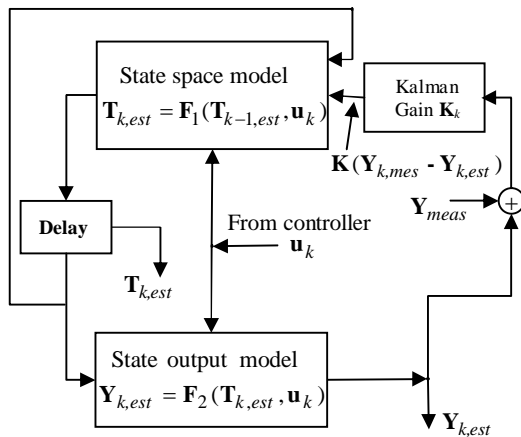 State space model
T_{k,est} = F_1(T_{k-1,est}, u_k)
Kalman
Gain K_k
K(Y_{k,mes} - Y_{k,est})
Y_{meas}
+
From controller
u_k
Delay
T_{k,est}
State output model
Y_{k,est} = F_2(T_{k,est}, u_k)
Y_{k,est}